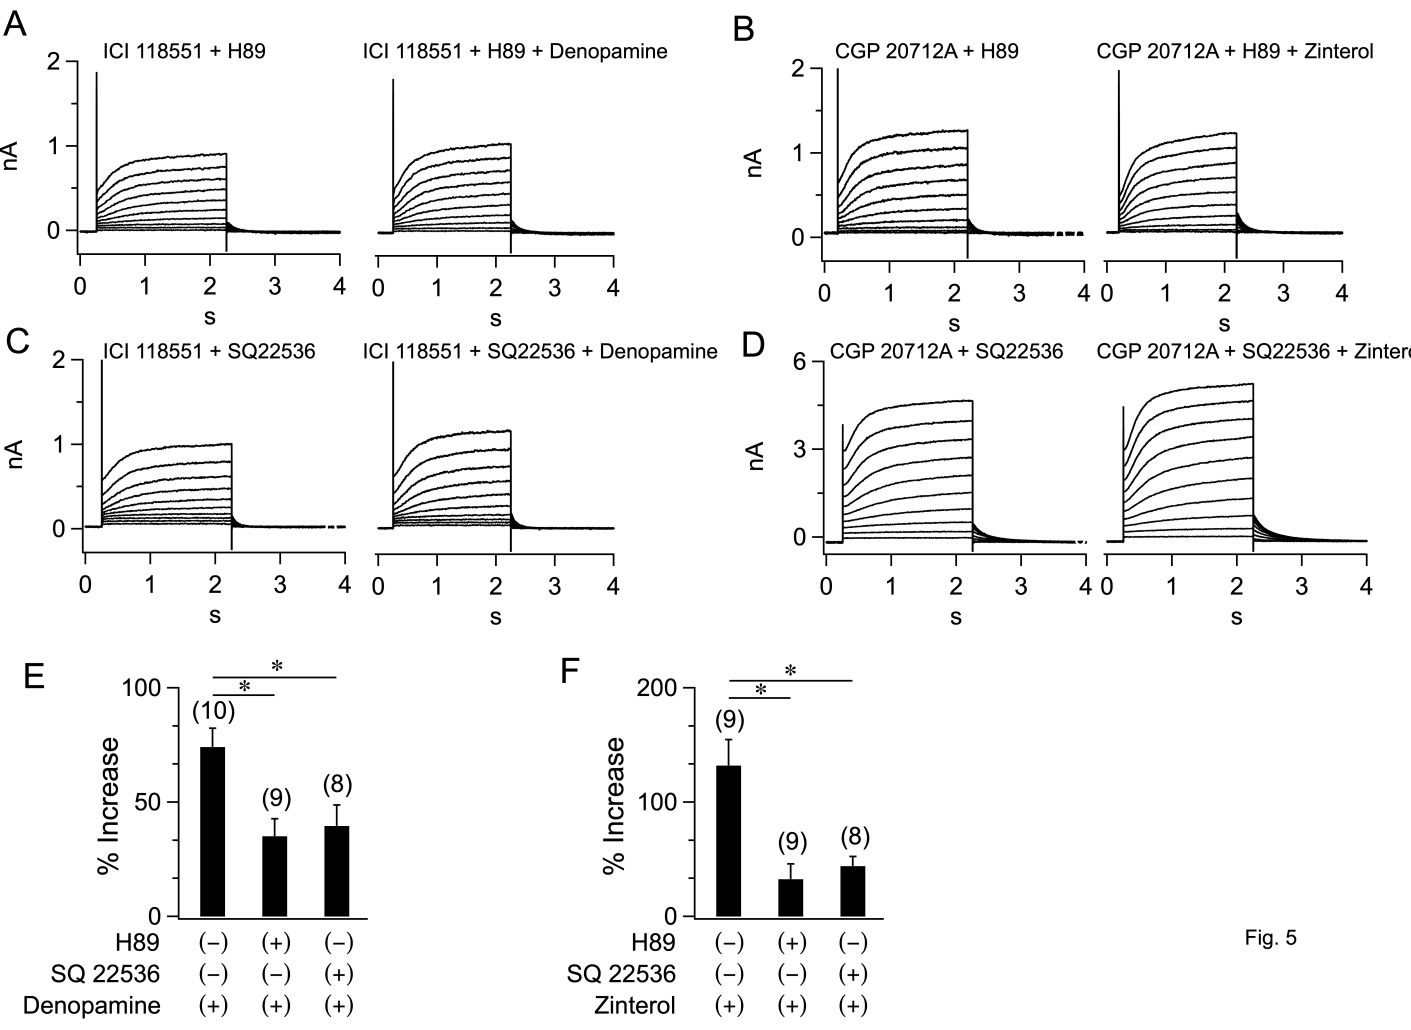 A
ICI 118551 + H89
ICI 118551 + H89 + Denopamine
2
1
0
nA
0 1 2 3 4
s
0 1 2 3 4
B
CGP 20712A + H89
CGP 20712A + H89 + Zinterol
2
1
0
nA
0 1 2 3 4
s
0 1 2 3 4
s
C
ICI 118551 + SQ22536
ICI 118551 + SQ22536 + Denopamine
2
1
0
nA
0 1 2 3 4
s
0 1 2 3 4
D
CGP 20712A + SQ22536
CGP 20712A + SQ22536 + Zintero
6
3
0
nA
0 1 2 3 4
s
0 1 2 3 4
s
E
100
50
0
% Increase
*
*
(10)
(9)
(8)
H89 (−) (+) (−)
SQ 22536 (−) (−) (+)
Denopamine (+) (+) (+)
F
200
100
0
% Increase
*
*
(9)
(9)
(8)
H89 (−) (+) (−)
SQ 22536 (−) (−) (+)
Zinterol (+) (+) (+)
Fig. 5